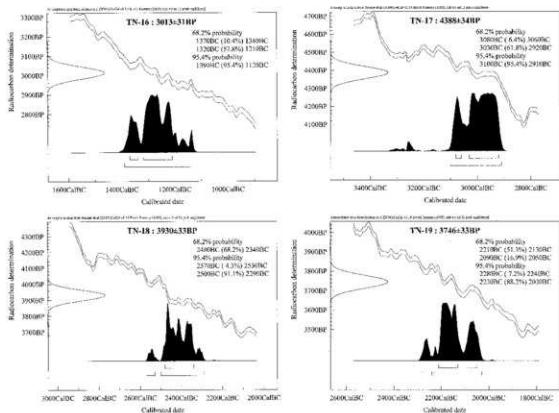 TN-16 : 3013±31BP
68.2% probability
1370BC (10.4%) 1340BC
1320BC (57.8%) 1210BC
95.4% probability
1390BC (95.4%) 1120BC
Radiocarbon determination
3300BP
3200BP
3100BP
3000BP
2900BP
2800BP
1600CalBC
1400CalBC
1200CalBC
1000CalBC
Calibrated date
TN-17 : 4388±34BP
68.2% probability
3080BC ( 6.4%) 3060BC
3030BC (61.8%) 2920BC
95.4% probability
3100BC (95.4%) 2910BC
Radiocarbon determination
4700BP
4600BP
4500BP
4400BP
4300BP
4200BP
4100BP
3400CalBC
3200CalBC
3000CalBC
2800CalBC
Calibrated date
TN-18 : 3930±33BP
68.2% probability
2480BC (68.2%) 2340BC
95.4% probability
2570BC ( 4.3%) 2530BC
2500BC (91.1%) 2290BC
Radiocarbon determination
4300BP
4200BP
4100BP
4000BP
3900BP
3800BP
3700BP
3000CalBC
2800CalBC
2600CalBC
2400CalBC
2200CalBC
2000CalBC
Calibrated date
TN-19 : 3746±33BP
68.2% probability
2210BC (51.3%) 2130BC
2090BC (16.9%) 2050BC
95.4% probability
2280BC ( 7.2%) 2240BC
2230BC (88.2%) 2030BC
Radiocarbon determination
4000BP
3900BP
3800BP
3700BP
3600BP
3500BP
2600CalBC
2400CalBC
2200CalBC
2000CalBC
1800CalBC
Calibrated date